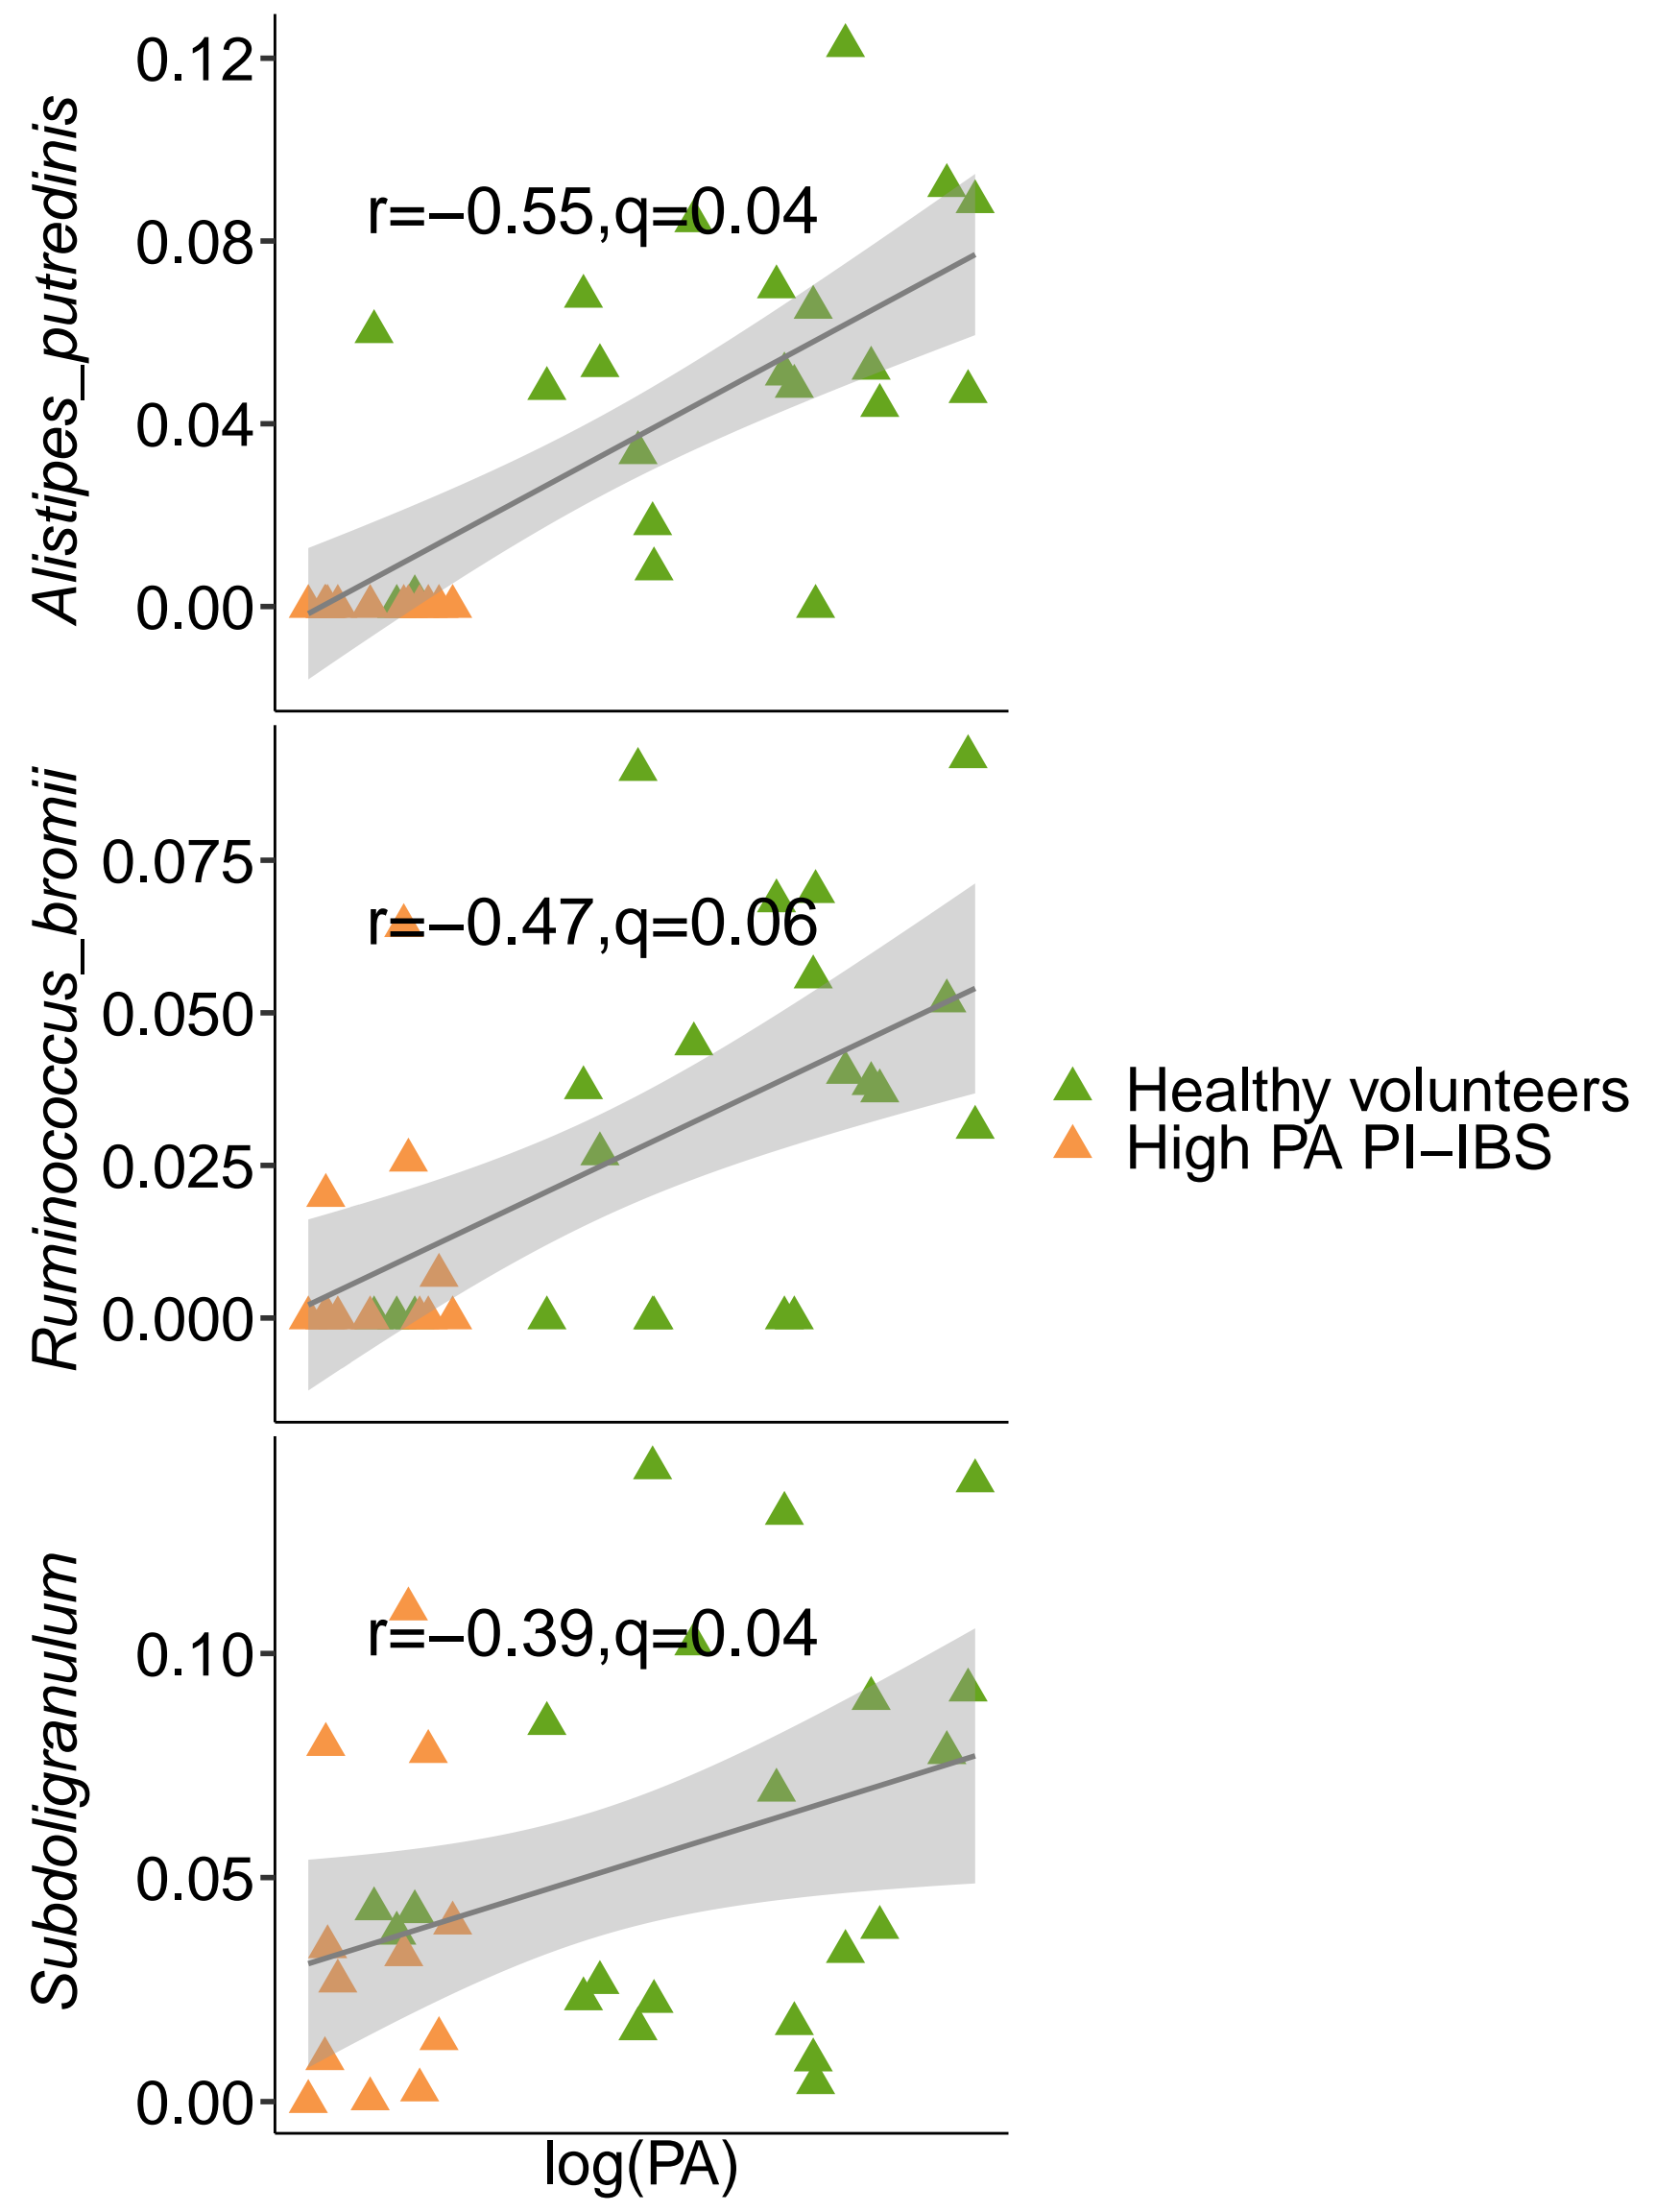 Alistipes_putredinis
0.12
0.08
0.04
0.00
r=−0.55,q=0.04
Ruminococcus_bromii
0.075
0.050
0.025
0.000
r=−0.47,q=0.06
Healthy volunteers
High PA PI−IBS
Subdoligranulum
0.10
0.05
0.00
r=−0.39,q=0.04
log(PA)